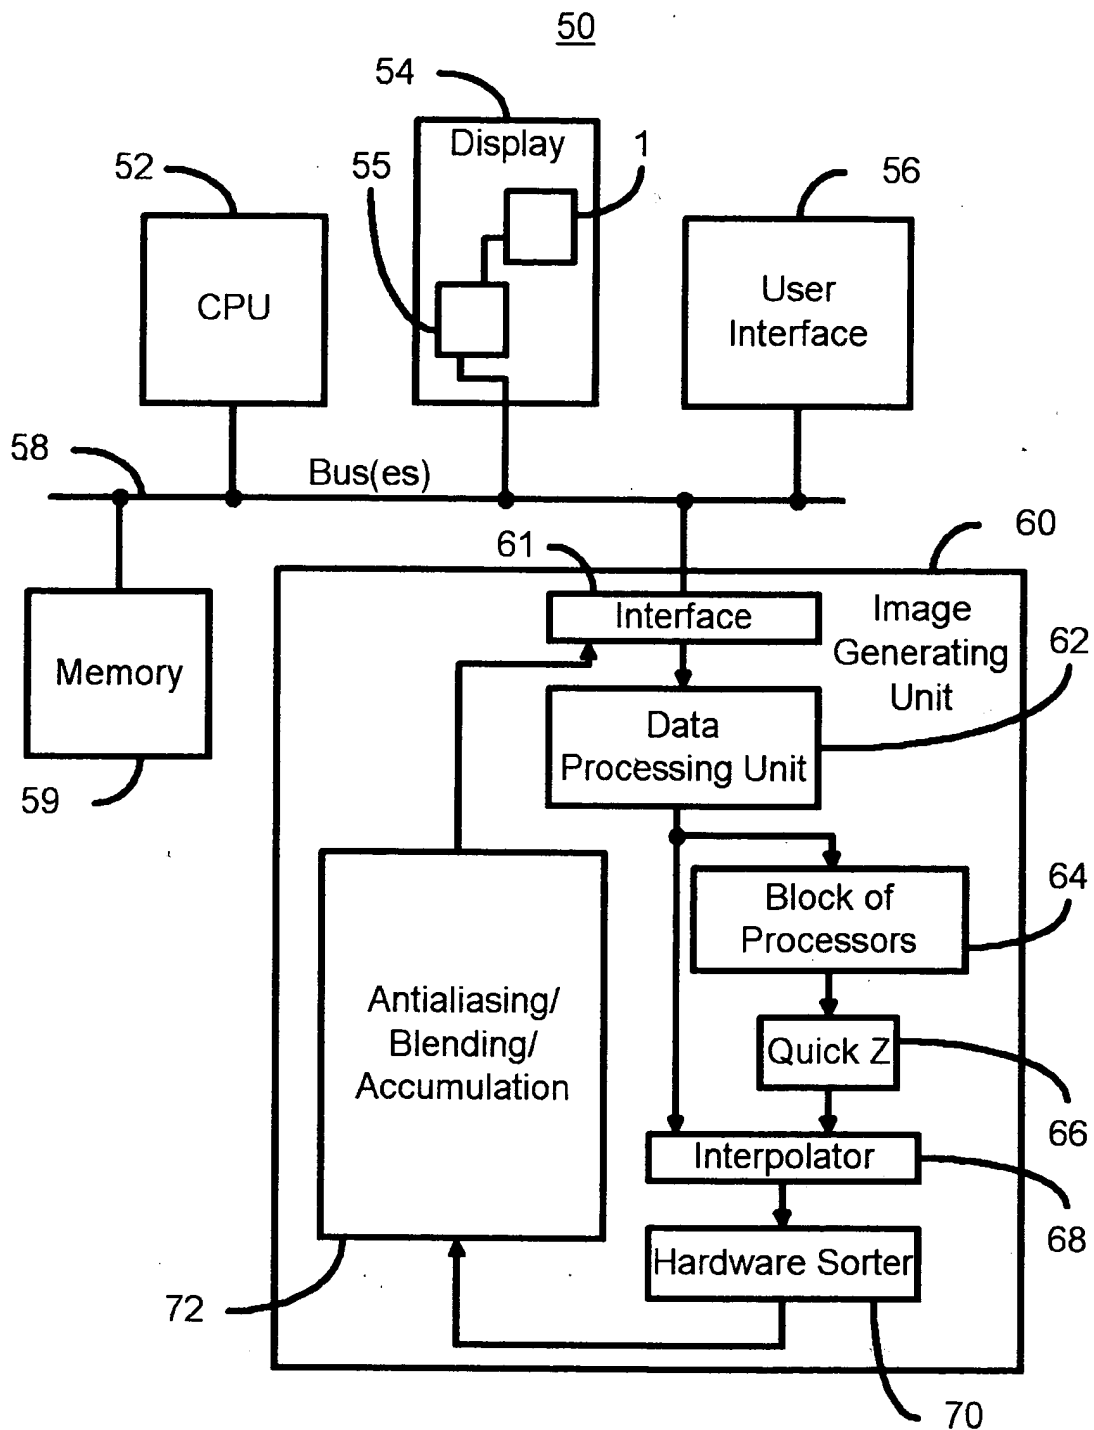 50
54
Display
1
55
52
56
CPU
User
Interface
58
Bus(es)
60
61
Interface
Image
Generating
Unit
62
Memory
Data
Processing Unit
59
64
Block of
Processors
Antialiasing/
Blending/
Accumulation
Quick Z
66
Interpolator
68
Hardware Sorter
72
70